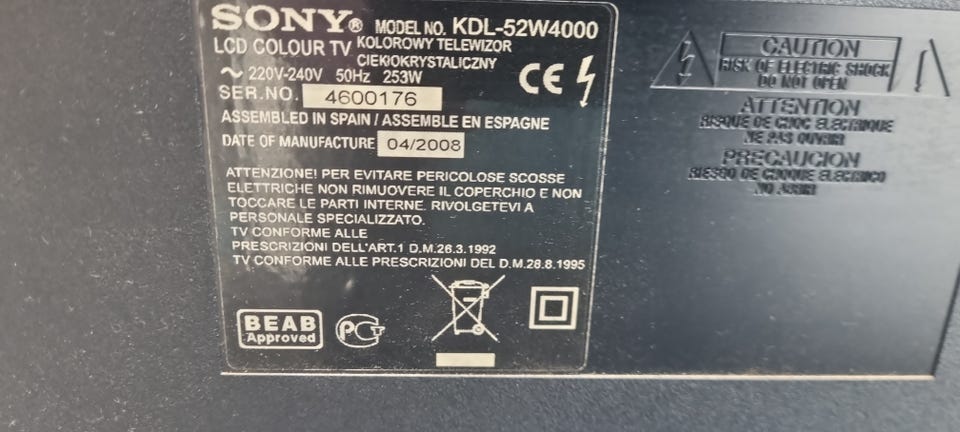 SONY® MODEL NO. KDL-52W4000
LCD COLOUR TV KOLOROWY TELEWIZOR
CIEKŁOKRYSTALICZNY
~ 220V-240V 50Hz 253W
CE
SER.NO. 4600176
ASSEMBLED IN SPAIN / ASSEMBLE EN ESPAGNE
DATE OF MANUFACTURE 04/2008
ATTENZIONE! PER EVITARE PERICOLOSE SCOSSE
ELETTRICHE NON RIMUOVERE IL COPERCHIO E NON
TOCCARE LE PARTI INTERNE. RIVOLGETEVI A
PERSONALE SPECIALIZZATO.
TV CONFORME ALLE
PRESCRIZIONI DELL'ART.1 D.M.26.3.1992
TV CONFORME ALLE PRESCRIZIONI DEL D.M.28.8.1995
BEAB
Approved
PCT
CAUTION
RISK OF ELECTRIC SHOCK
DO NOT OPEN
ATTENTION
RISQUE DE CHOC ELECTRIQUE
NE PAS OUVRIR
PRECAUCION
RIESGO DE CHOQUE ELECTRICO
NO ABRIR